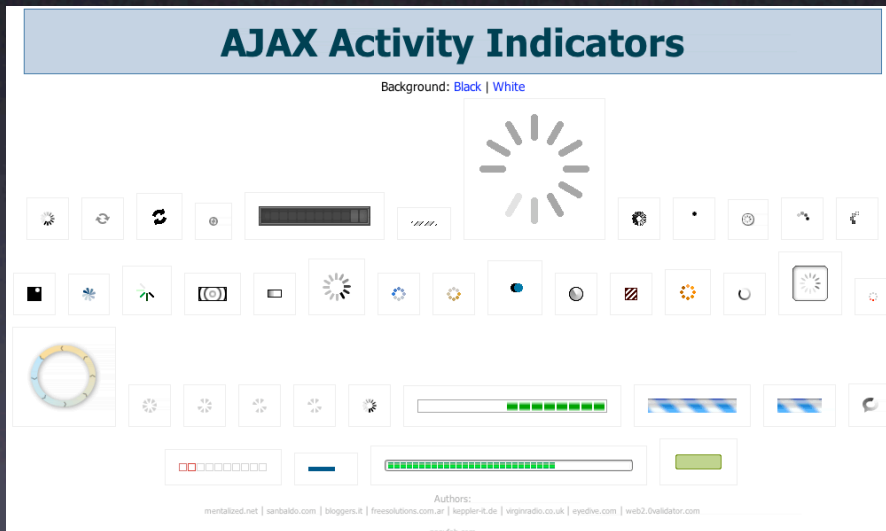 AJAX Activity Indicators
Background: Black | White
Authors:
mentalized.net | sanbaldo.com | bloggers.it | freesolutions.com.ar | keppler-it.de | virginradio.co.uk | eyedive.com | web2.0validator.com